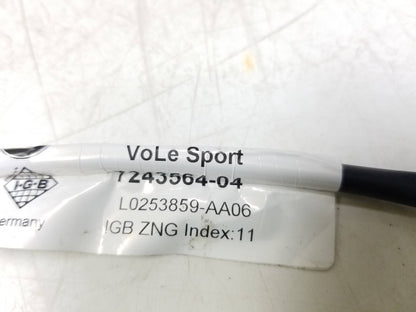 VoLe Sport
7243564-04
I-G-B
L0253859-AA06
ermany
IGB ZNG Index:11